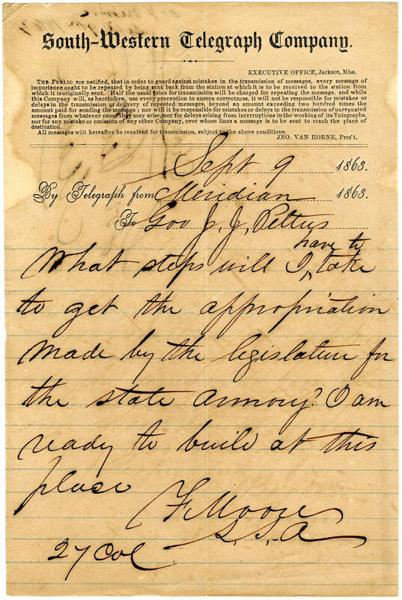 South-Western Telegraph Company.
EXECUTIVE OFFICE, Jackson, Miss.
THE PUBLIC are notified, that in order to guard against mistakes in the transmission of messages, every message of
importance ought to be repeated by being sent back from the station at which it is to be received to the station from
which it is originally sent. Half the usual price for transmission will be charged for repeating the message, and while
this Company will, as heretofore, use every precaution to ensure correctness, it will not be responsible for mistakes or
delays in the transmission or delivery of repeated messages, beyond an amount exceeding two hundred times the
amount paid for sending the message; nor will it be responsible for mistakes or delays in the transmission of unrepeated
messages from whatever cause they may arise, nor for delays arising from interruptions in the working of its Telegraphs,
nor for any mistake or omission of any other Company, over whose lines a message is to be sent to reach the place of
destination.
All messages will hereafter be received for transmission, subject to the above conditions.
JNO. VAN HORNE, Pres't.
Sept 9 1863.
By Telegraph from Meridian 1863.
To Gov J. J. Pettus
have to
What steps will I, take
to get the appropriation
made by the legislature for
the state Armory? I am
ready to build at this
place
F. Moore
27 Col